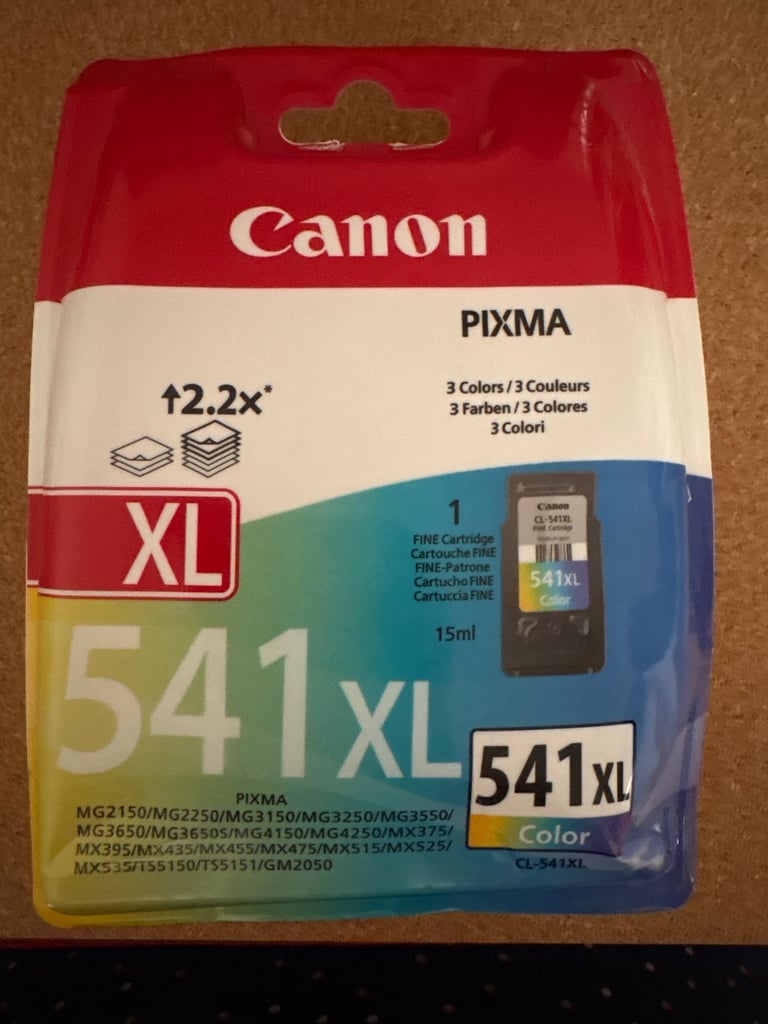 Canon
PIXMA
3 Colors / 3 Couleurs
3 Farben / 3 Colores
3 Colori
↑2.2x*
XL
1
FINE Cartridge
Cartouche FINE
FINE-Patrone
Cartucho FINE
Cartuccia FINE
15ml
Canon
CL-541XL
FINE Cartridge
541XL
Color
541XL
541XL
Color
CL-541XL
PIXMA
MG2150/MG2250/MG3150/MG3250/MG3550/
MG3650/MG3650S/MG4150/MG4250/MX375/
MX395/MX435/MX455/MX475/MX515/MX525/
MX535/TS5150/TS5151/GM2050